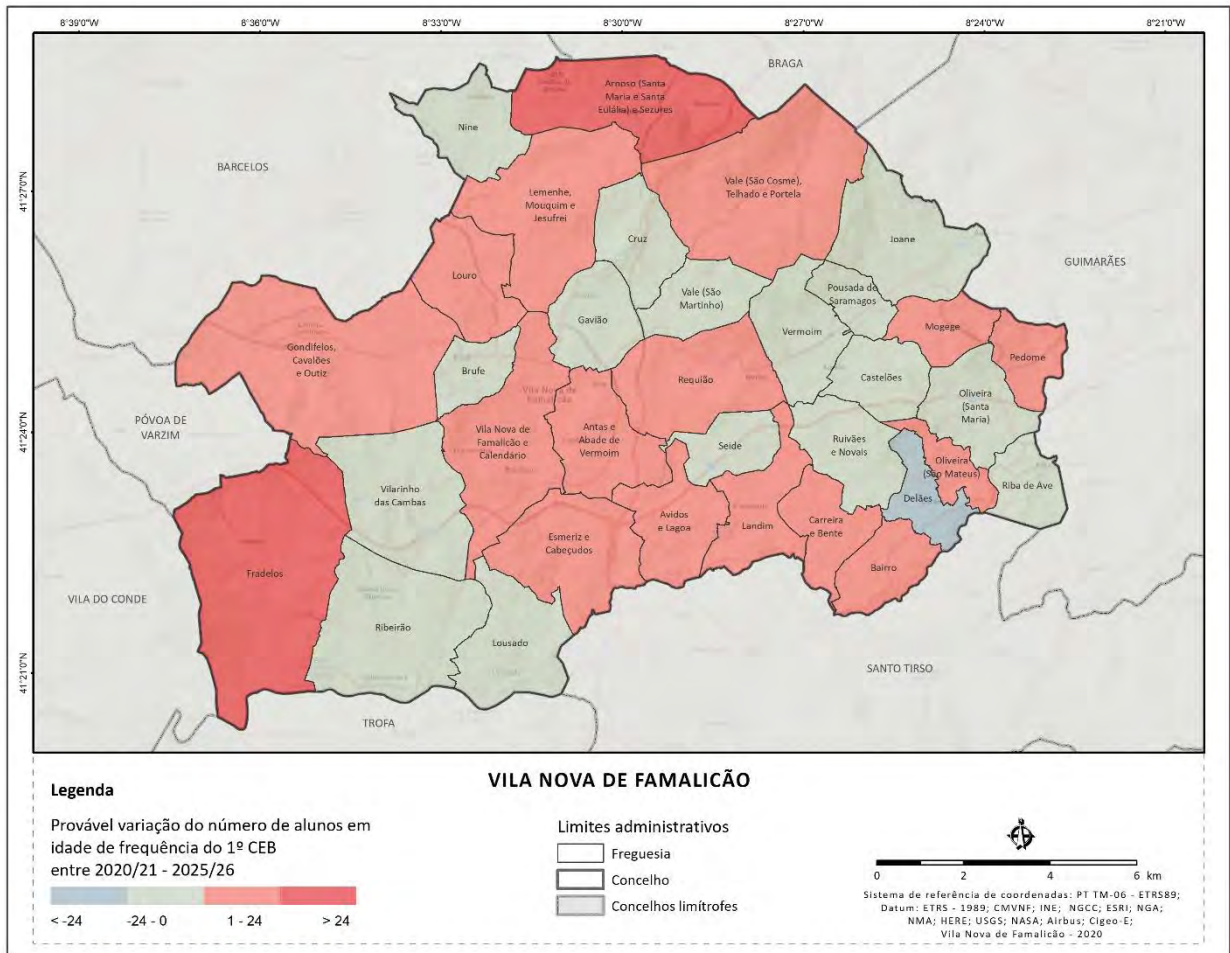 8°39'0"W
8°36'0"W
8°33'0"W
8°30'0"W
8°27'0"W
8°24'0"W
8°21'0"W
41°27'0"N
41°24'0"N
41°21'0"N
BRAGA
Arnoso (Santa
Maria e Santa
Eulália) e Sezures
Nine
BARCELOS
Lemenhe,
Mouquim e
Jesufrei
Vale (São Cosme),
Telhado e Portela
Cruz
Joane
GUIMARÃES
Louro
Vale (São
Martinho)
Pousada de
Saramagos
Gavião
Vermoim
Mogege
Gondifelos,
Cavalões
e Outiz
Pedome
Brufe
Requião
Castelões
Oliveira
(Santa
Maria)
PÓVOA DE
VARZIM
Vila Nova de
Famalicão e
Calendário
Antas e
Abade de
Vermoim
Seide
Ruivães
e Novais
Oliveira
(São Mateus)
Riba de Ave
Vilarinho
das Cambas
Delães
Avidos
e Lagoa
Landim
Carreira
e Bente
Esmeriz e
Cabeçudos
Bairro
Fradelos
VILA DO CONDE
Ribeirão
Lousado
SANTO TIRSO
TROFA
VILA NOVA DE FAMALICÃO
Legenda
Provável variação do número de alunos em
idade de frequência do 1º CEB
entre 2020/21 - 2025/26
< -24
-24 - 0
1 - 24
> 24
Limites administrativos
Freguesia
Concelho
Concelhos limítrofes
0 2 4 6 km
Sistema de referência de coordenadas: PT TM-06 - ETRS89;
Datum: ETRS - 1989; CMVNF; INE; NGCC; ESRI; NGA;
NMA; HERE; USGS; NASA; Airbus; Cigeo-E;
Vila Nova de Famalicão - 2020